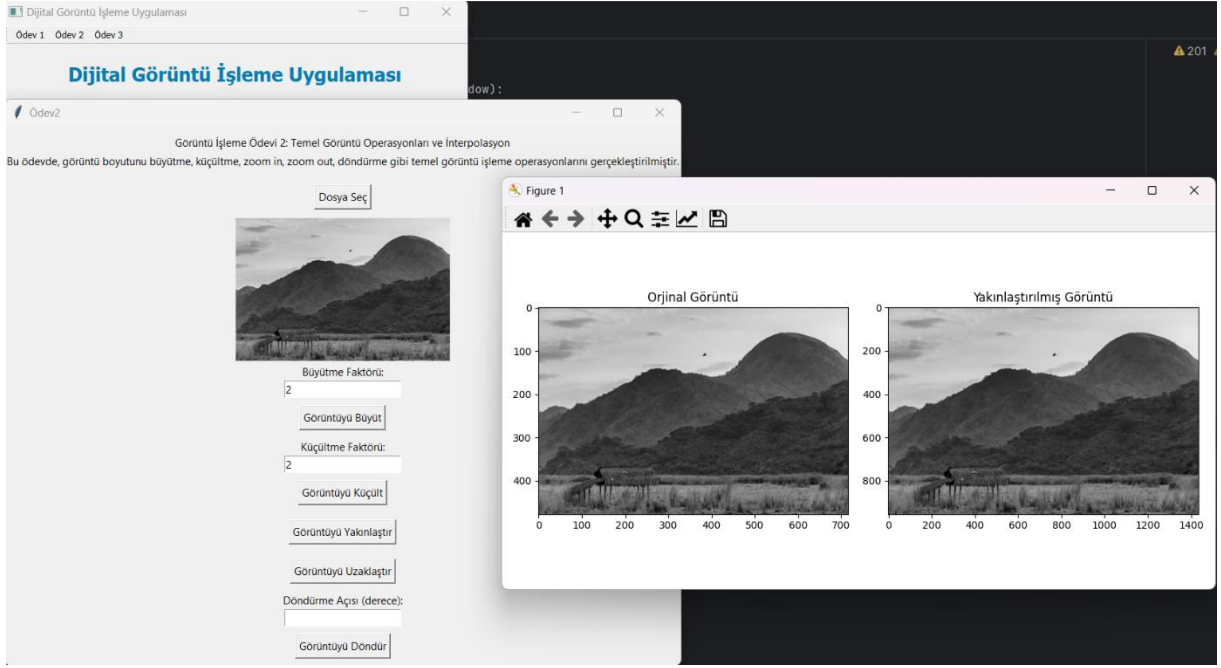 Dijital Görüntü İşleme Uygulaması
Ödev 1 Ödev 2 Ödev 3
Dijital Görüntü İşleme Uygulaması
201
dow):
Ödev2
Görüntü İşleme Ödevi 2: Temel Görüntü Operasyonları ve İnterpolasyon
Bu ödevde, görüntü boyutunu büyütme, küçültme, zoom in, zoom out, döndürme gibi temel görüntü işleme operasyonlarını gerçekleştirilmiştir.
Dosya Seç
Büyütme Faktörü:
2
Görüntüyü Büyüt
Küçültme Faktörü:
2
Görüntüyü Küçült
Görüntüyü Yakınlaştır
Görüntüyü Uzaklaştır
Döndürme Açısı (derece):
Görüntüyü Döndür
Figure 1
Orjinal Görüntü
0
100
200
300
400
0 100 200 300 400 500 600 700
Yakınlaştırılmış Görüntü
0
200
400
600
800
0 200 400 600 800 1000 1200 1400